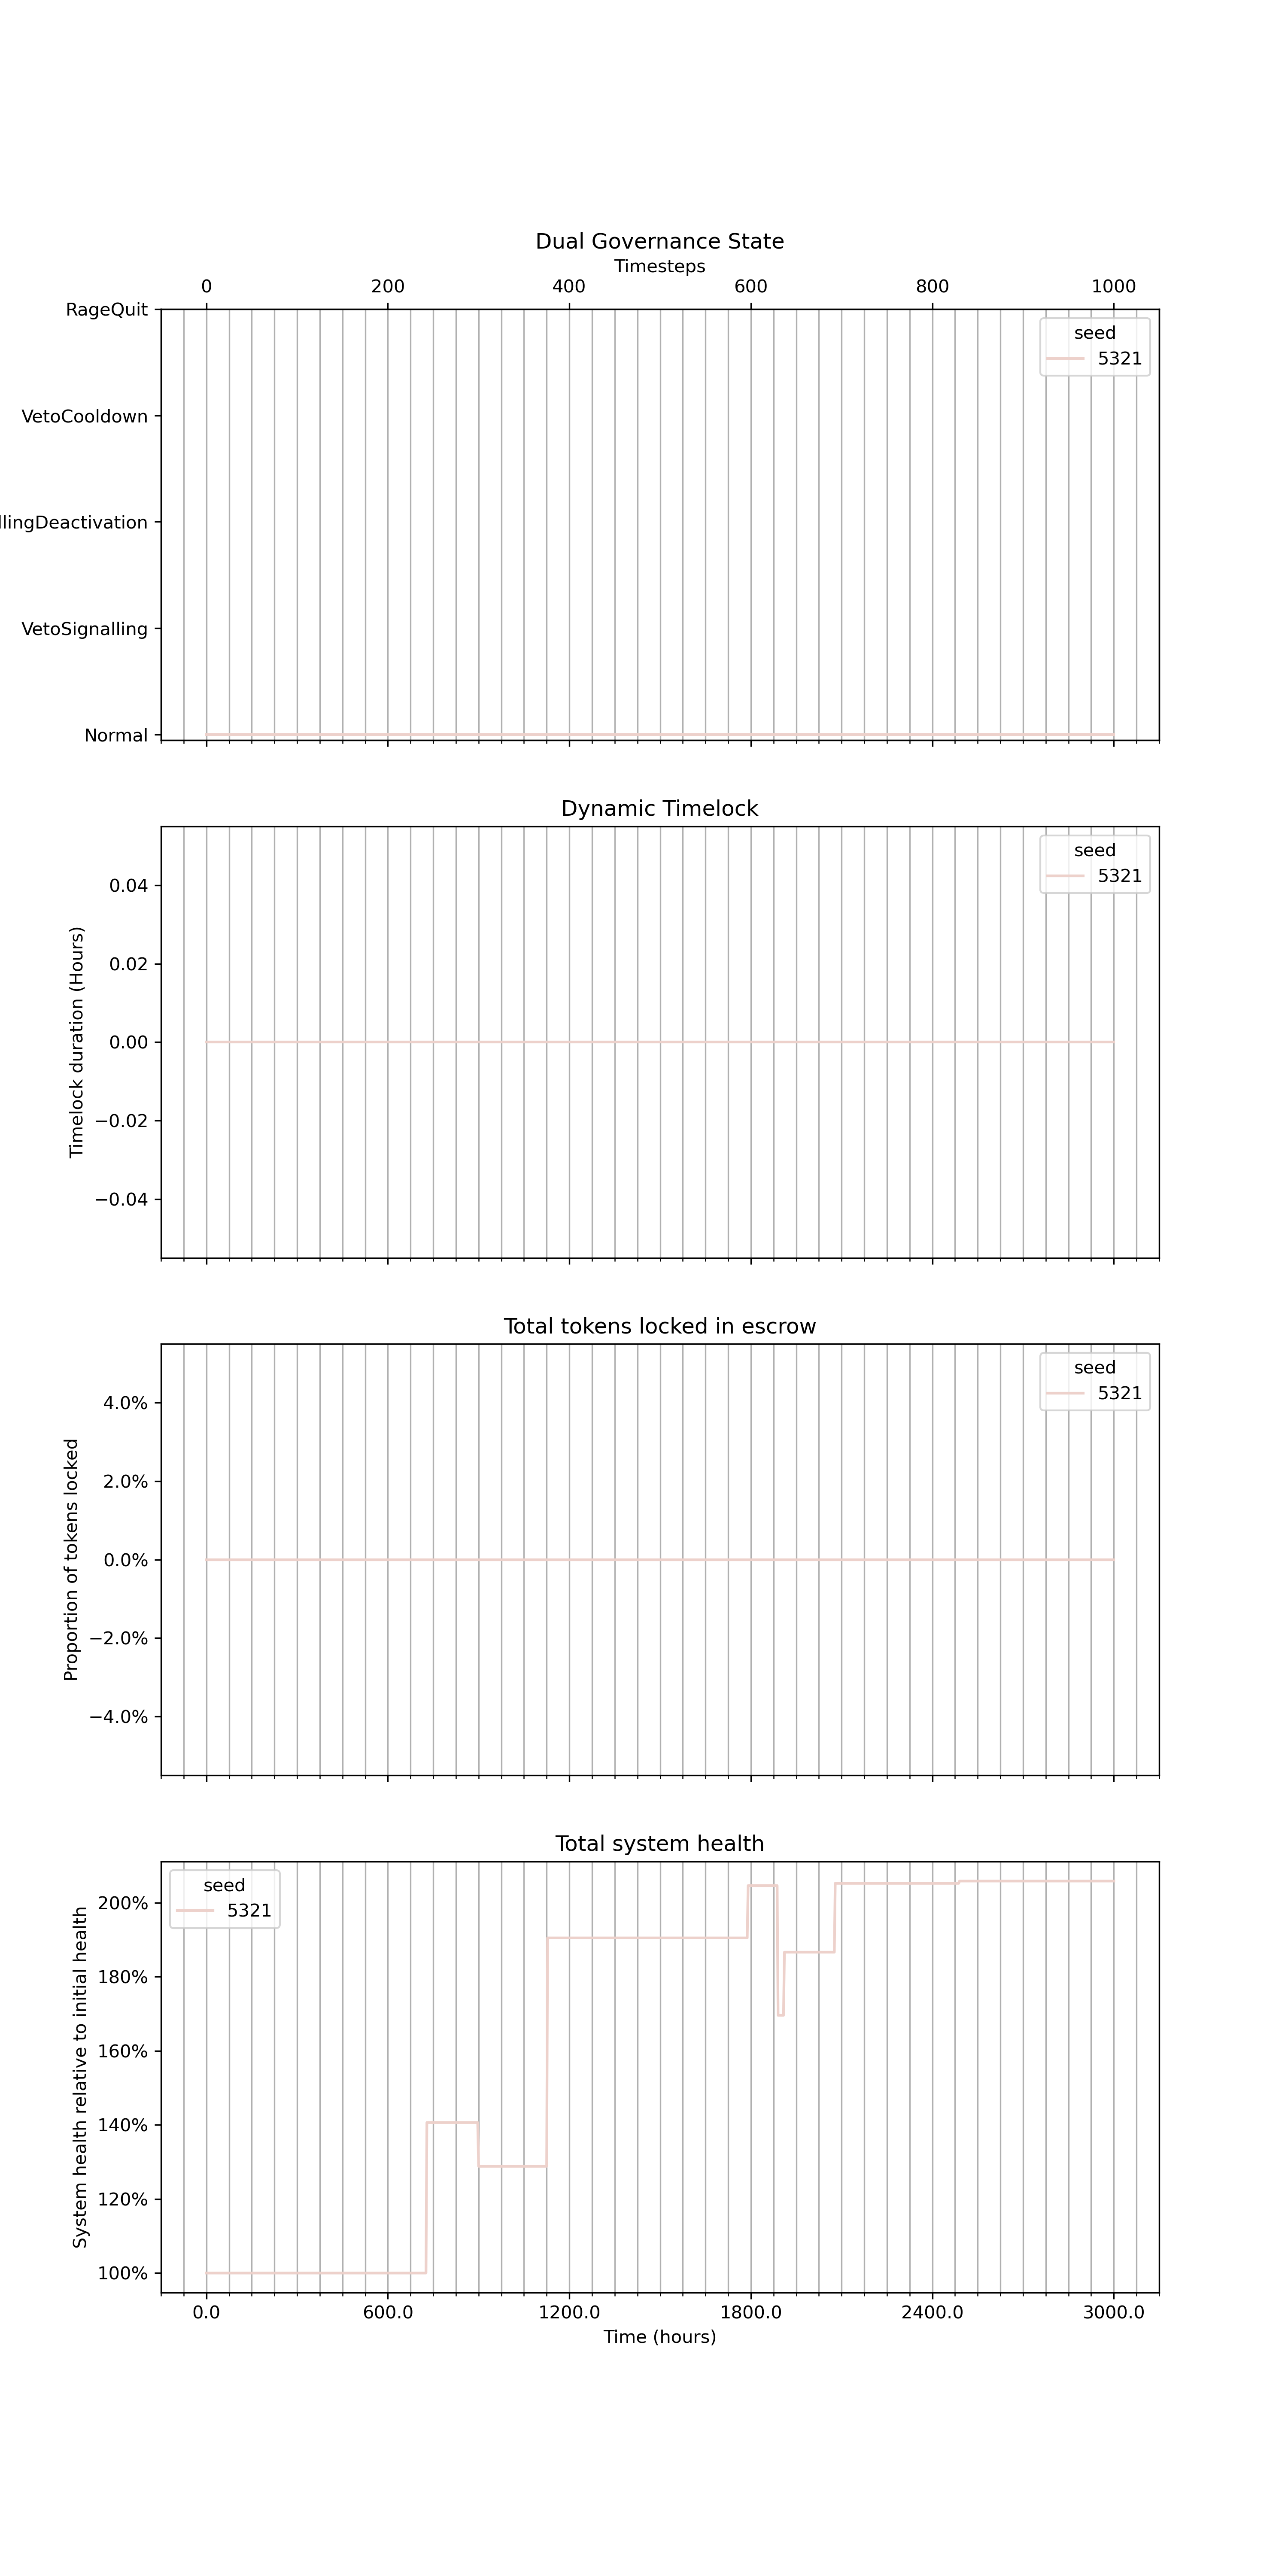 Dual Governance State
Timesteps
0 200 400 600 800 1000
RageQuit
VetoCooldown
llingDeactivation
VetoSignalling
Normal
seed
5321
Dynamic Timelock
Timelock duration (Hours)
0.04
0.02
0.00
−0.02
−0.04
seed
5321
Total tokens locked in escrow
Proportion of tokens locked
4.0%
2.0%
0.0%
−2.0%
−4.0%
seed
5321
Total system health
System health relative to initial health
200%
180%
160%
140%
120%
100%
seed
5321
0.0 600.0 1200.0 1800.0 2400.0 3000.0
Time (hours)